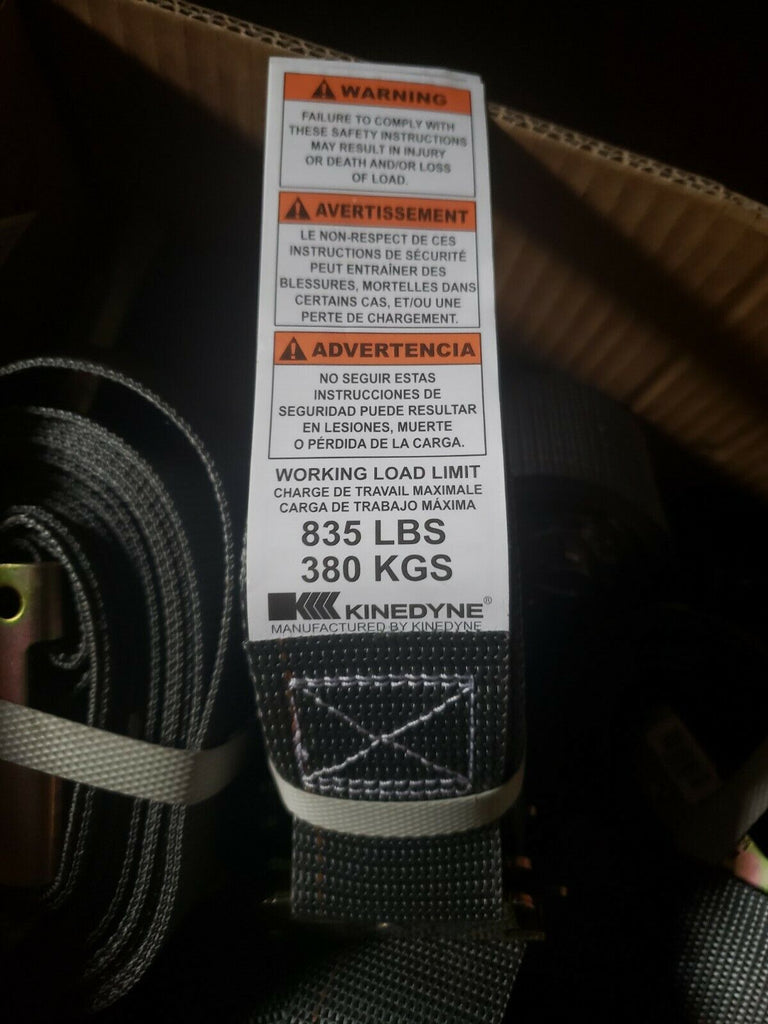 WARNING
FAILURE TO COMPLY WITH
THESE SAFETY INSTRUCTIONS
MAY RESULT IN INJURY
OR DEATH AND/OR LOSS
OF LOAD.
AVERTISSEMENT
LE NON-RESPECT DE CES
INSTRUCTIONS DE SÉCURITÉ
PEUT ENTRAÎNER DES
BLESSURES, MORTELLES DANS
CERTAINS CAS, ET/OU UNE
PERTE DE CHARGEMENT.
ADVERTENCIA
NO SEGUIR ESTAS
INSTRUCCIONES DE
SEGURIDAD PUEDE RESULTAR
EN LESIONES, MUERTE
O PÉRDIDA DE LA CARGA.
WORKING LOAD LIMIT
CHARGE DE TRAVAIL MAXIMALE
CARGA DE TRABAJO MÁXIMA
835 LBS
380 KGS
KINEDYNE®
MANUFACTURED BY KINEDYNE